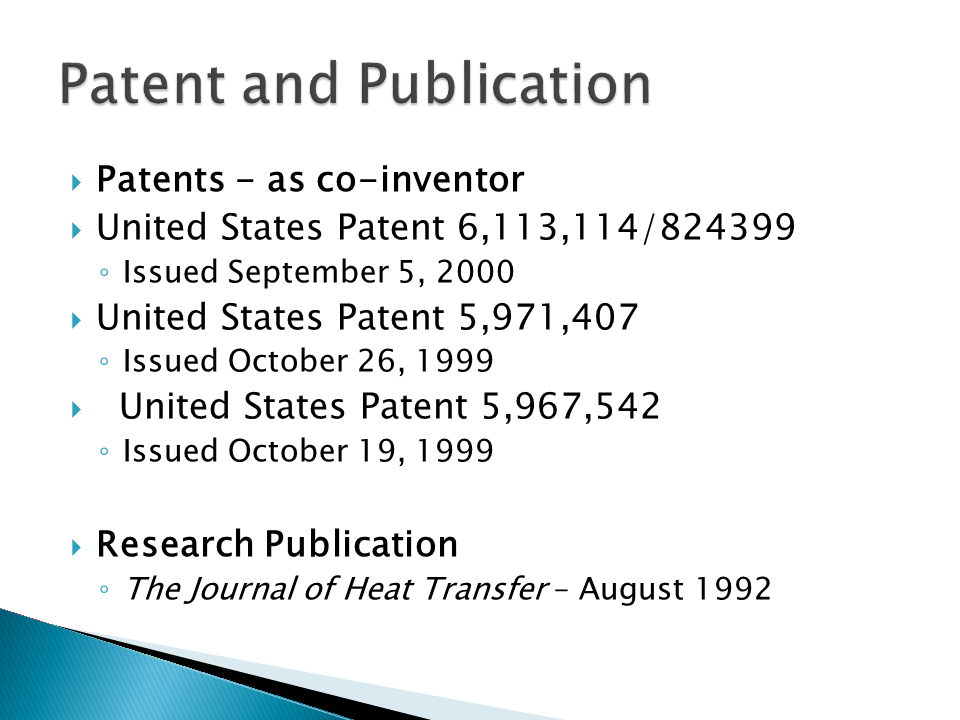 Patent and Publication
Patents - as co-inventor
United States Patent 6,113,114/824399
Issued September 5, 2000
United States Patent 5,971,407
Issued October 26, 1999
United States Patent 5,967,542
Issued October 19, 1999
Research Publication
The Journal of Heat Transfer – August 1992